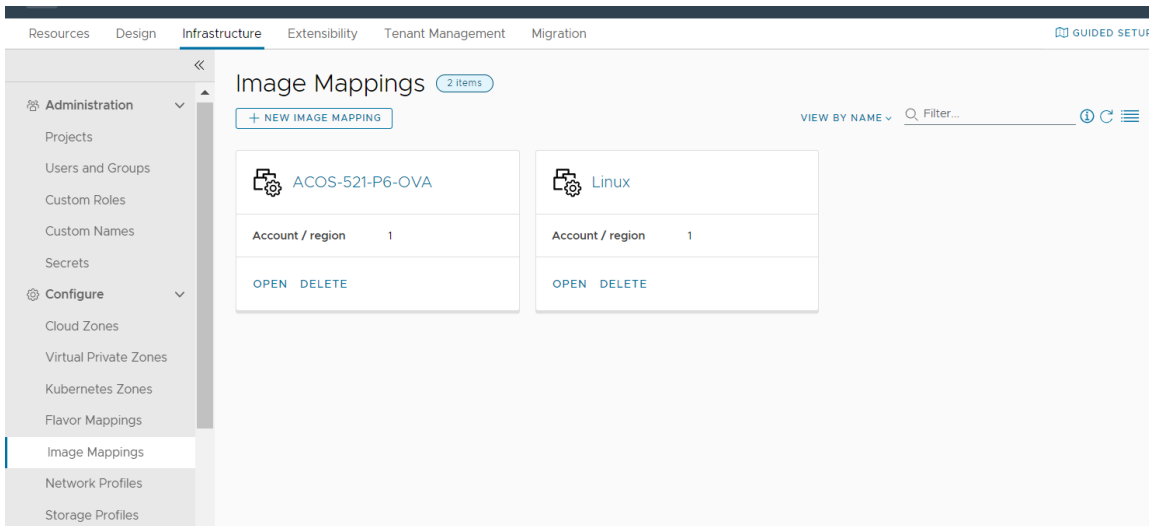 Resources Design Infrastructure Extensibility Tenant Management Migration GUIDED SETUP
Administration
Projects
Users and Groups
Custom Roles
Custom Names
Secrets
Configure
Cloud Zones
Virtual Private Zones
Kubernetes Zones
Flavor Mappings
Image Mappings
Network Profiles
Storage Profiles
Image Mappings 2 items
+ NEW IMAGE MAPPING
VIEW BY NAME Filter...
ACOS-521-P6-OVA
Account / region 1
OPEN DELETE
Linux
Account / region 1
OPEN DELETE